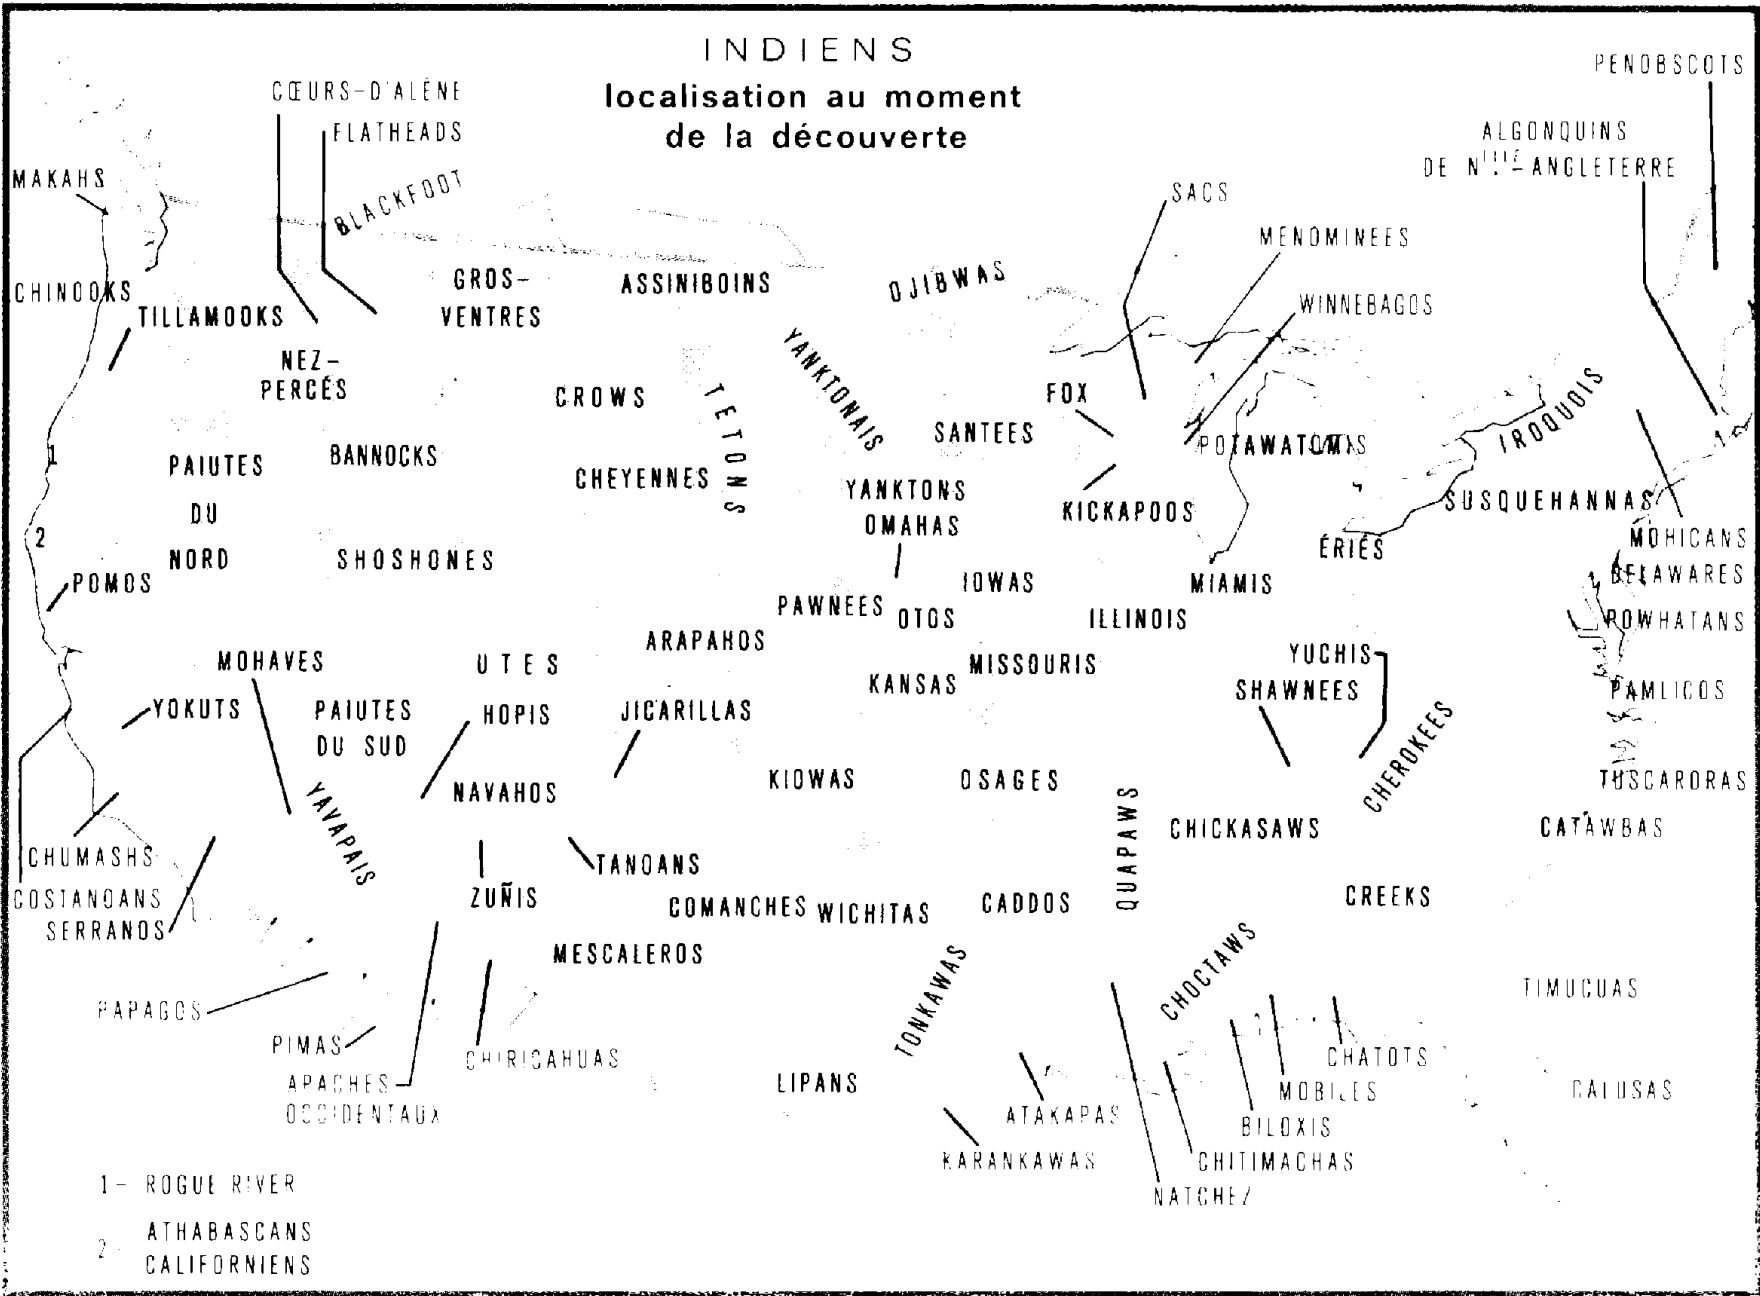 INDIENS
localisation au moment
de la découverte
PENOBSCOTS
CŒURS-D'ALÈNE
FLATHEADS
ALGONQUINS
DE NLLE-ANGLETERRE
MAKAHS
BLACKFOOT
SACS
MENOMINEES
CHINOOKS
TILLAMOOKS
GROS-
VENTRES
ASSINIBOINS
OJIBWAS
WINNEBAGOS
NEZ-
PERCÉS
CROWS
TETONS
YANKTONAIS
FOX
SANTEES
POTAWATOMIS
IROQUOIS
1
PAIUTES
DU
NORD
BANNOCKS
CHEYENNES
YANKTONS
OMAHAS
KICKAPOOS
SUSQUEHANNAS
2
SHOSHONES
ÉRIÉS
MOHICANS
POMOS
IOWAS
MIAMIS
DELAWARES
PAWNEES
OTOS
ILLINOIS
POWHATANS
ARAPAHOS
MOHAVES
UTES
MISSOURIS
YUCHIS
KANSAS
SHAWNEES
PAMLICOS
YOKUTS
PAIUTES
DU SUD
HOPIS
JICARILLAS
CHEROKEES
YAVAPAIS
NAVAHOS
KIOWAS
OSAGES
TUSCARORAS
QUAPAWS
CHICKASAWS
CATAWBAS
CHUMASHS
TANOANS
COSTANOANS
SERRANOS
ZUÑIS
COMANCHES
WICHITAS
CADDOS
CREEKS
MESCALEROS
TONKAWAS
CHOCTAWS
TIMUCUAS
PAPAGOS
PIMAS
CHIRICAHUAS
CHATOTS
APACHES
OCCIDENTAUX
LIPANS
MOBILES
CALUSAS
ATAKAPAS
BILOXIS
KARANKAWAS
CHITIMACHAS
NATCHEZ
1- ROGUE RIVER
2- ATHABASCANS
CALIFORNIENS